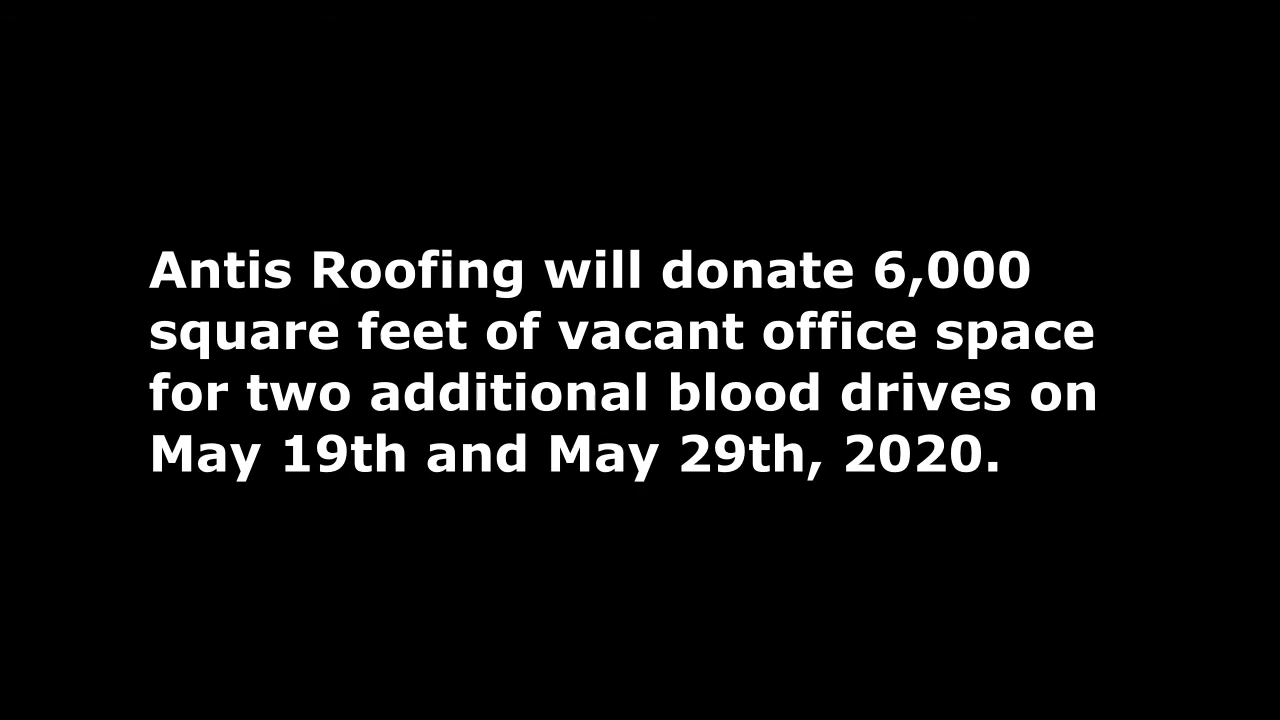 Antis Roofing will donate 6,000
square feet of vacant office space
for two additional blood drives on
May 19th and May 29th, 2020.